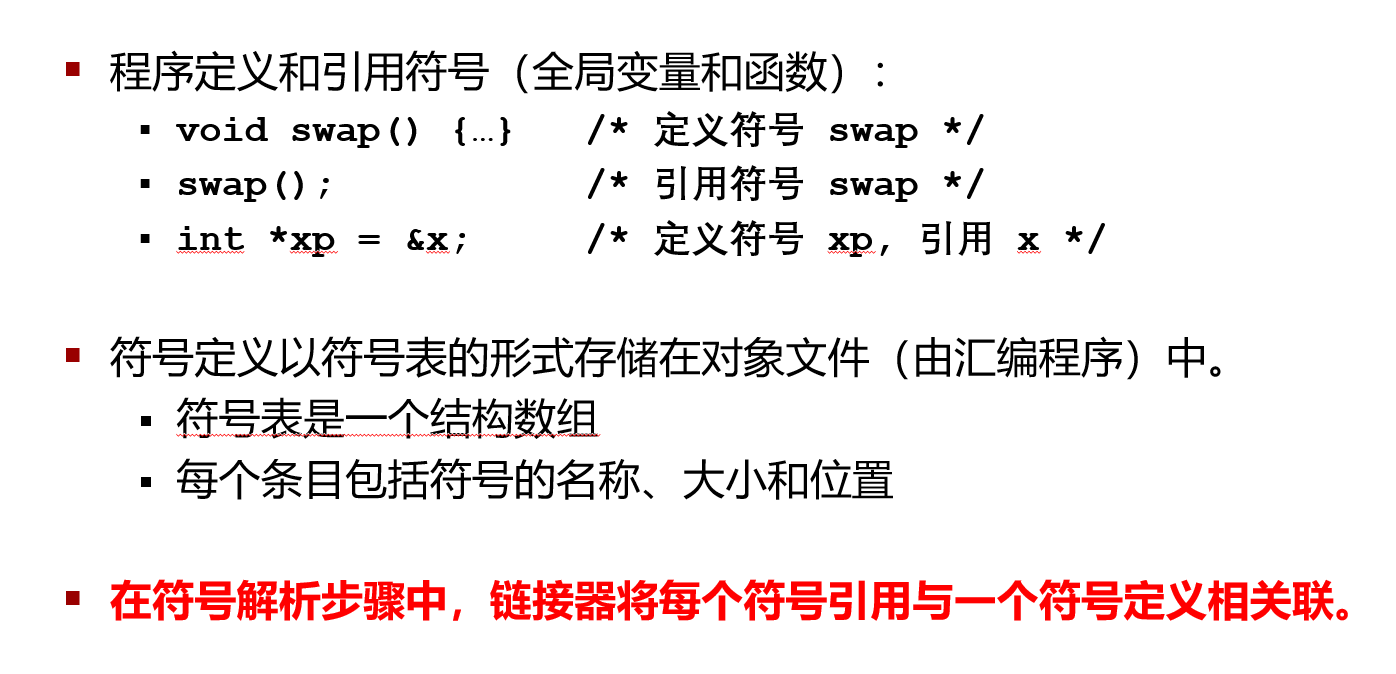 程序定义和引用符号（全局变量和函数）:
void swap() {…} /* 定义符号 swap */
swap(); /* 引用符号 swap */
int *xp = &x; /* 定义符号 xp, 引用 x */
符号定义以符号表的形式存储在对象文件（由汇编程序）中。
符号表是一个结构数组
每个条目包括符号的名称、大小和位置
在符号解析步骤中，链接器将每个符号引用与一个符号定义相关联。